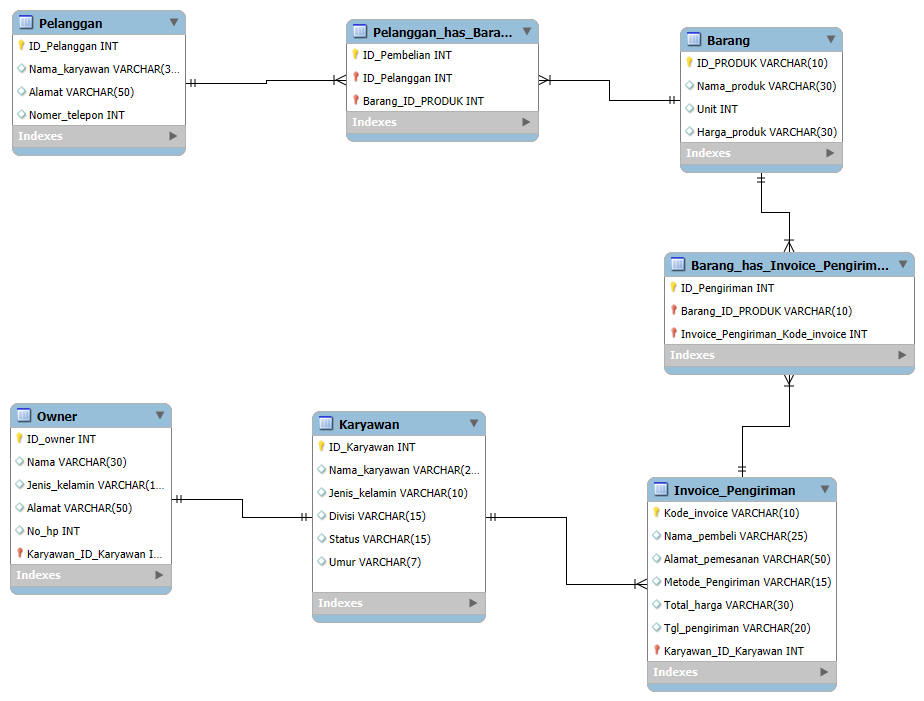 Pelanggan
ID_Pelanggan INT
Nama_karyawan VARCHAR(3...
Alamat VARCHAR(50)
Nomer_telepon INT
Indexes
Pelanggan_has_Bara...
ID_Pembelian INT
ID_Pelanggan INT
Barang_ID_PRODUK INT
Indexes
Barang
ID_PRODUK VARCHAR(10)
Nama_produk VARCHAR(30)
Unit INT
Harga_produk VARCHAR(30)
Indexes
Barang_has_Invoice_Pengirim...
ID_Pengiriman INT
Barang_ID_PRODUK VARCHAR(10)
Invoice_Pengiriman_Kode_invoice INT
Indexes
Owner
ID_owner INT
Nama VARCHAR(30)
Jenis_kelamin VARCHAR(1...
Alamat VARCHAR(50)
No_hp INT
Karyawan_ID_Karyawan I...
Indexes
Karyawan
ID_Karyawan INT
Nama_karyawan VARCHAR(2...
Jenis_kelamin VARCHAR(10)
Divisi VARCHAR(15)
Status VARCHAR(15)
Umur VARCHAR(7)
Indexes
Invoice_Pengiriman
Kode_invoice VARCHAR(10)
Nama_pembeli VARCHAR(25)
Alamat_pemesanan VARCHAR(50)
Metode_Pengiriman VARCHAR(15)
Total_harga VARCHAR(30)
Tgl_pengiriman VARCHAR(20)
Karyawan_ID_Karyawan INT
Indexes